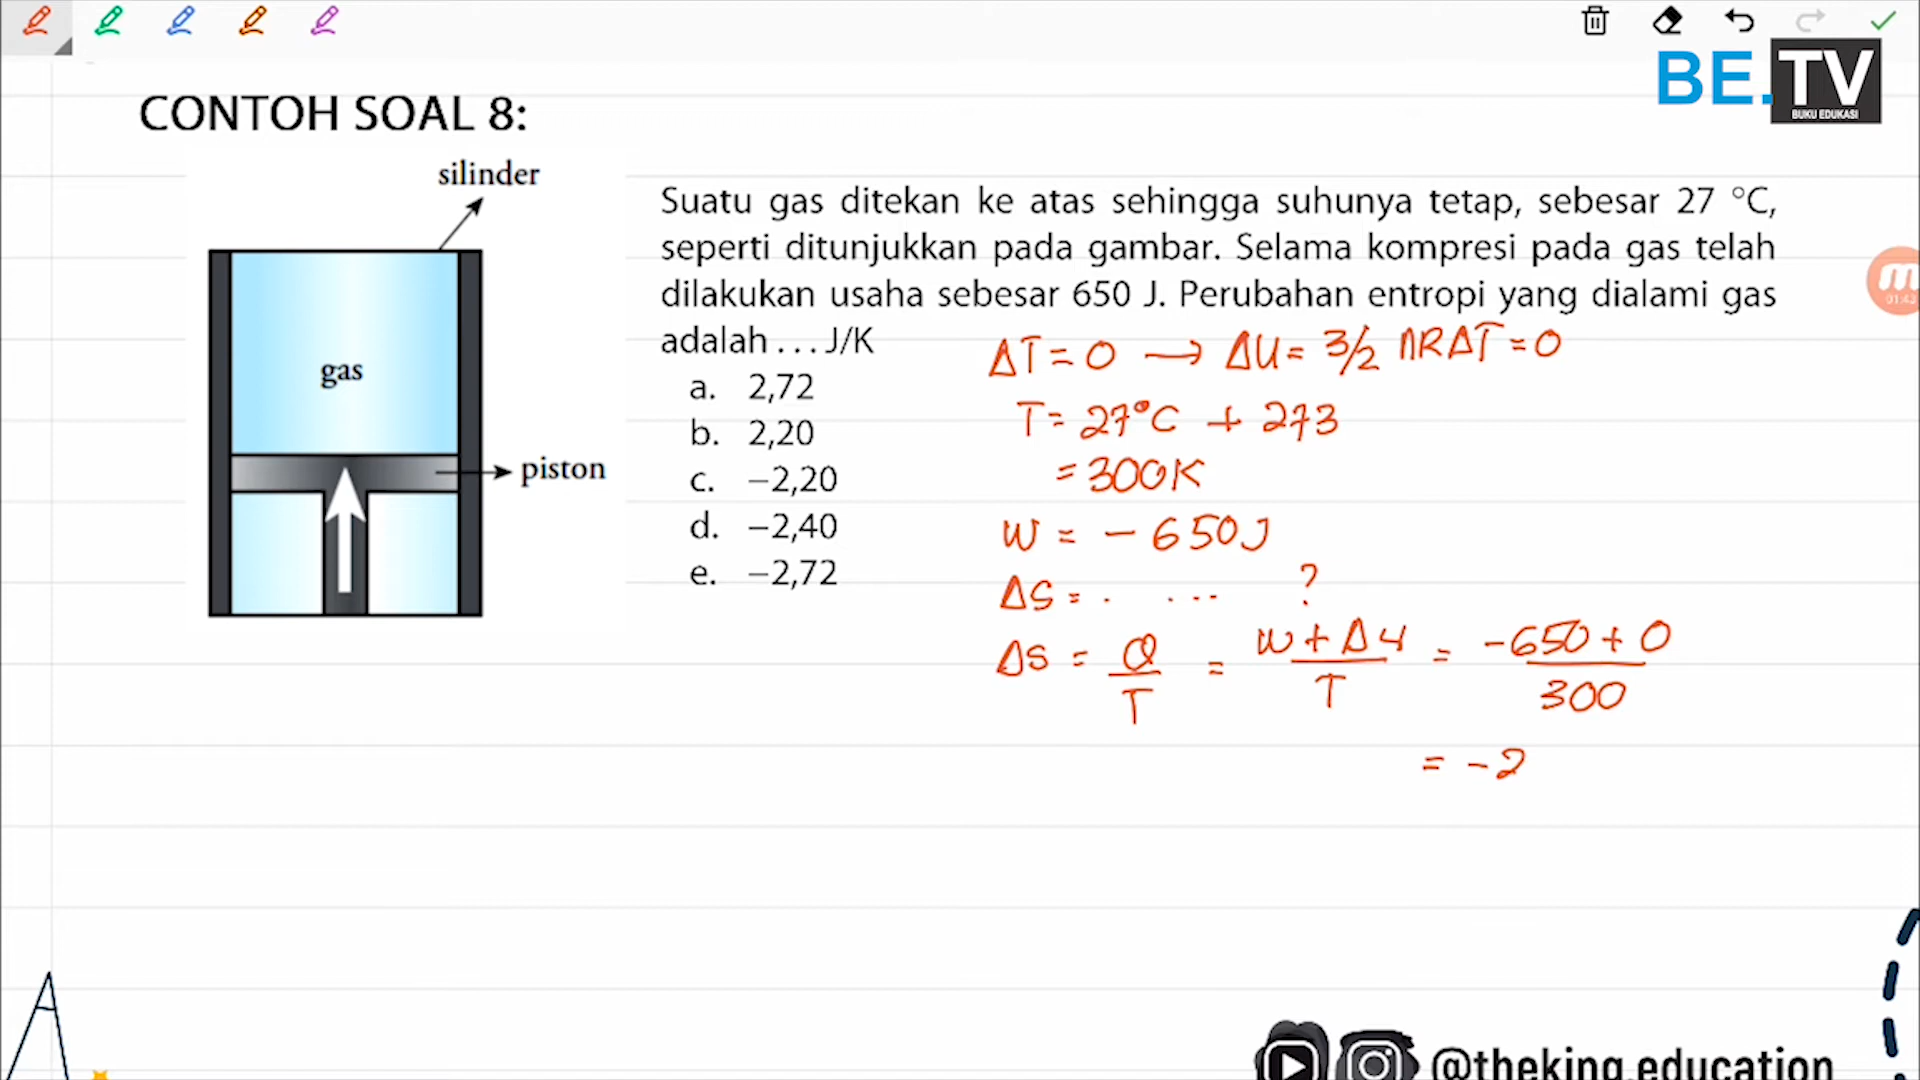 BE.TV
BUKU EDUKASI
CONTOH SOAL 8:
silinder
gas
piston
Suatu gas ditekan ke atas sehingga suhunya tetap, sebesar 27 °C,
seperti ditunjukkan pada gambar. Selama kompresi pada gas telah
dilakukan usaha sebesar 650 J. Perubahan entropi yang dialami gas
adalah . . . J/K
a. 2,72
b. 2,20
c. −2,20
d. −2,40
e. −2,72
ΔT = 0 → ΔU = 3/2 nRΔT = 0
T = 27°C + 273
= 300K
W = - 650J
ΔS = . ... ?
ΔS = Q/T = W + ΔU/T = -650 + 0/300
= -2
01:43
A
@theking.education